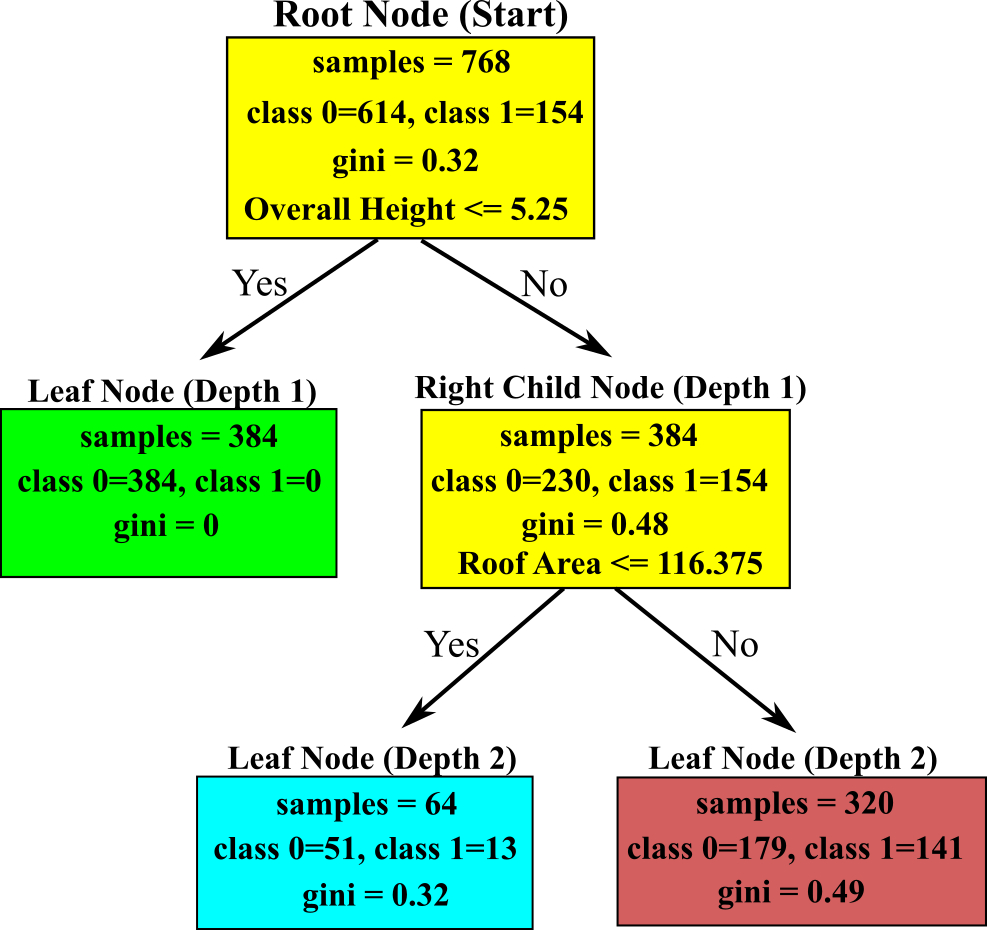 Root Node (Start)
samples = 768
class 0=614, class 1=154
gini = 0.32
Overall Height <= 5.25
Yes
No
Leaf Node (Depth 1)
samples = 384
class 0=384, class 1=0
gini = 0
Right Child Node (Depth 1)
samples = 384
class 0=230, class 1=154
gini = 0.48
Roof Area <= 116.375
Yes
No
Leaf Node (Depth 2)
samples = 64
class 0=51, class 1=13
gini = 0.32
Leaf Node (Depth 2)
samples = 320
class 0=179, class 1=141
gini = 0.49